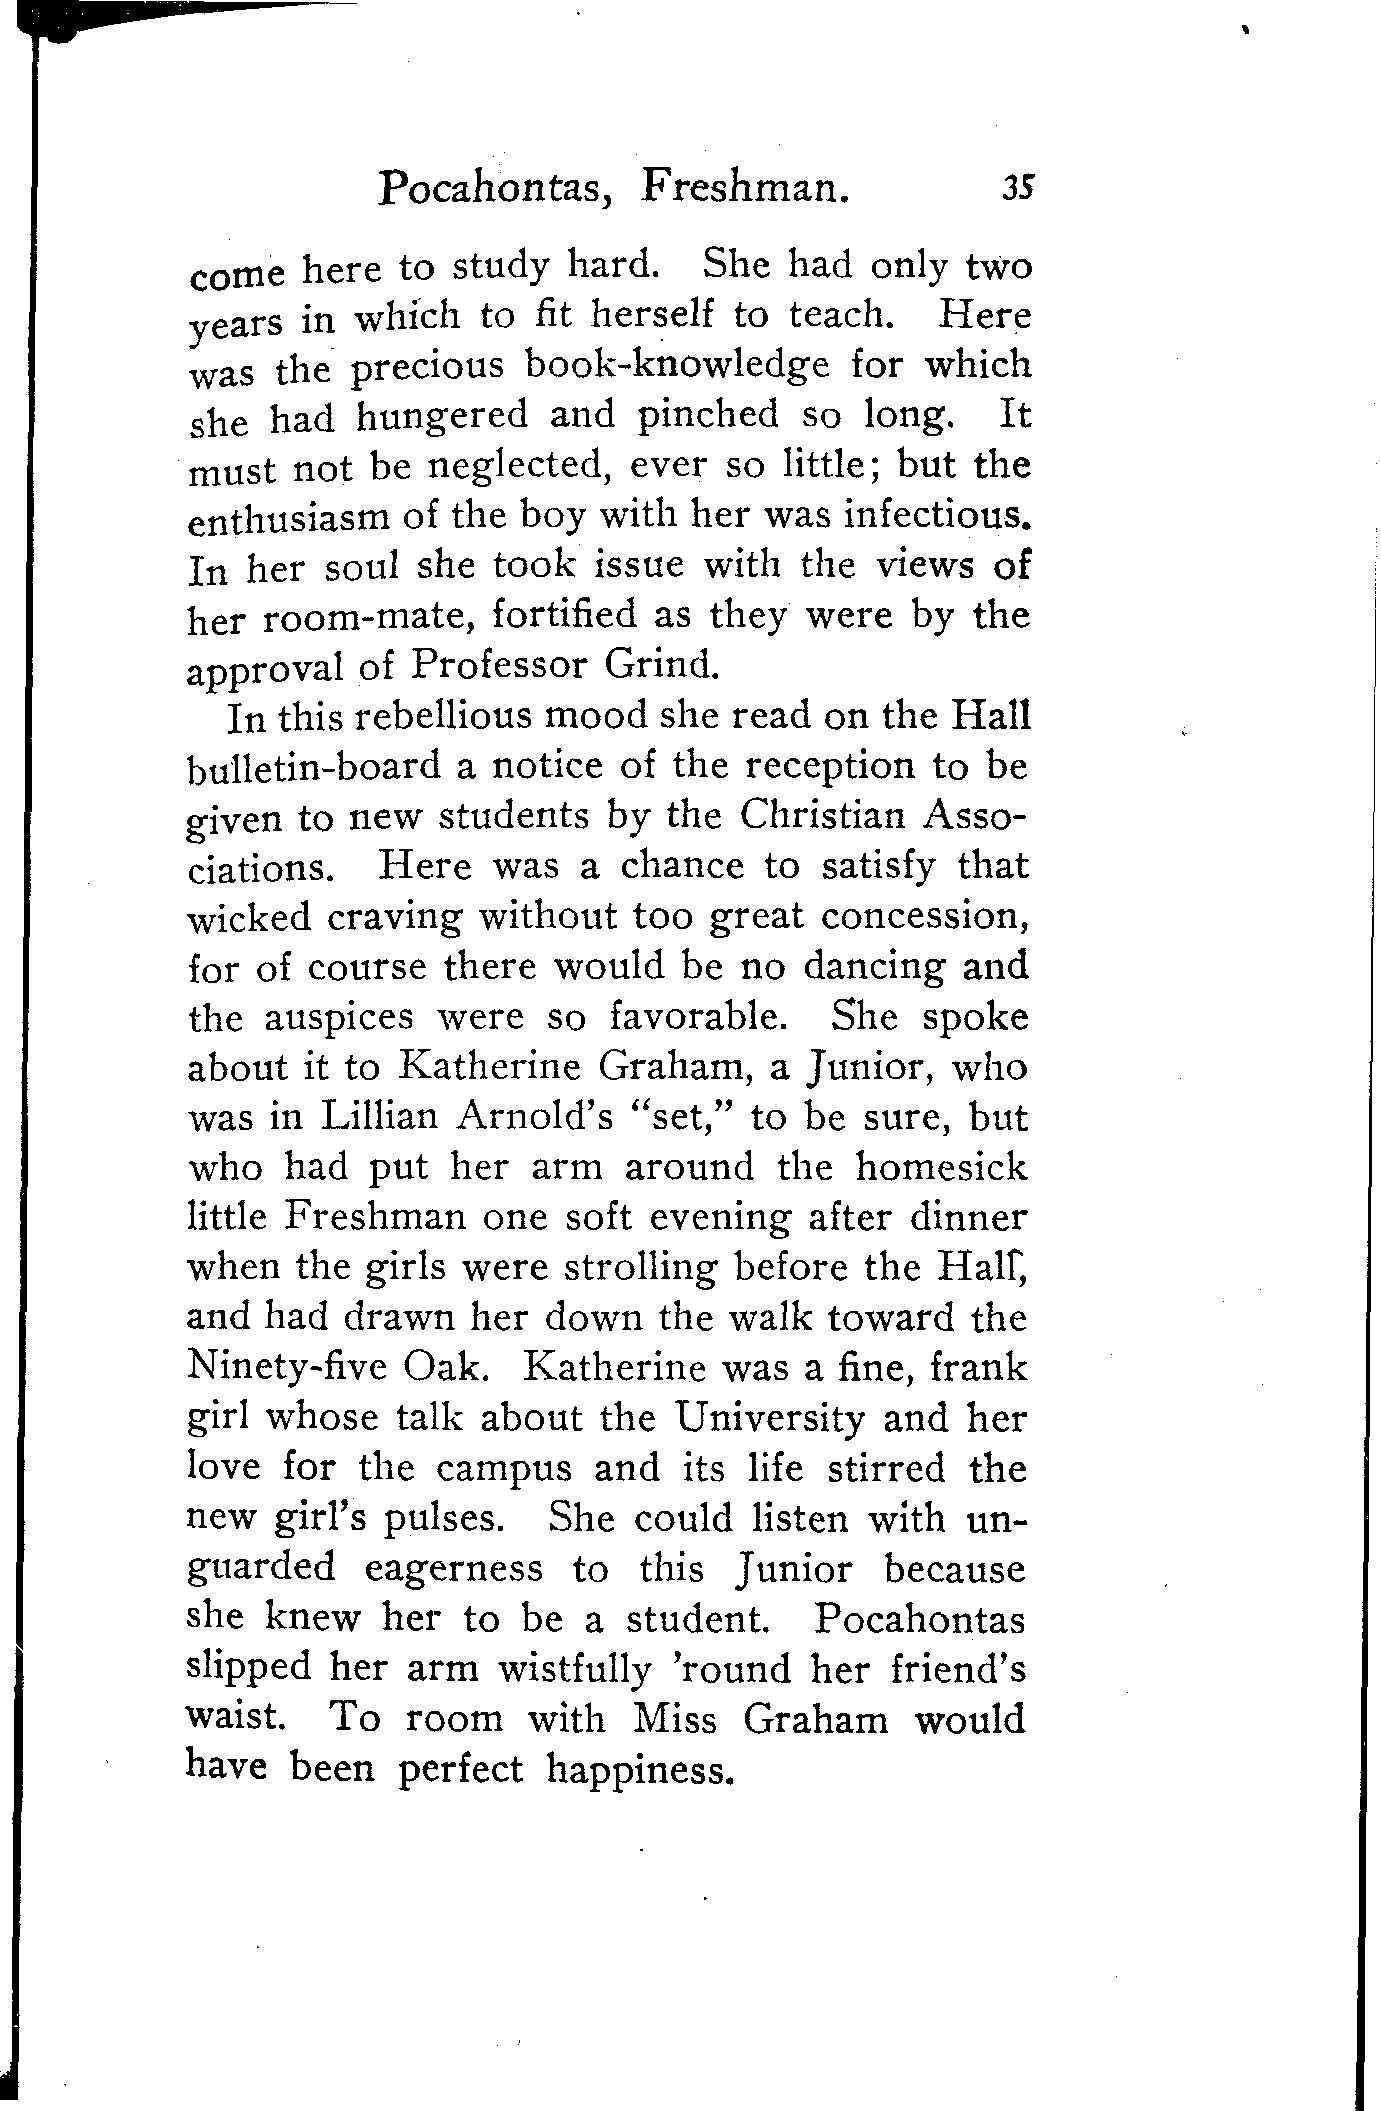 Pocahontas, Freshman. 35
come here to study hard. She had only two
years in which to fit herself to teach. Here
was the precious book-knowledge for which
she had hungered and pinched so long. It
must not be neglected, ever so little; but the
enthusiasm of the boy with her was infectious.
In her soul she took issue with the views of
her room-mate, fortified as they were by the
approval of Professor Grind.
In this rebellious mood she read on the Hall
bulletin-board a notice of the reception to be
given to new students by the Christian Asso-
ciations. Here was a chance to satisfy that
wicked craving without too great concession,
for of course there would be no dancing and
the auspices were so favorable. She spoke
about it to Katherine Graham, a Junior, who
was in Lillian Arnold's "set," to be sure, but
who had put her arm around the homesick
little Freshman one soft evening after dinner
when the girls were strolling before the Hall,
and had drawn her down the walk toward the
Ninety-five Oak. Katherine was a fine, frank
girl whose talk about the University and her
love for the campus and its life stirred the
new girl's pulses. She could listen with un-
guarded eagerness to this Junior because
she knew her to be a student. Pocahontas
slipped her arm wistfully 'round her friend's
waist. To room with Miss Graham would
have been perfect happiness.